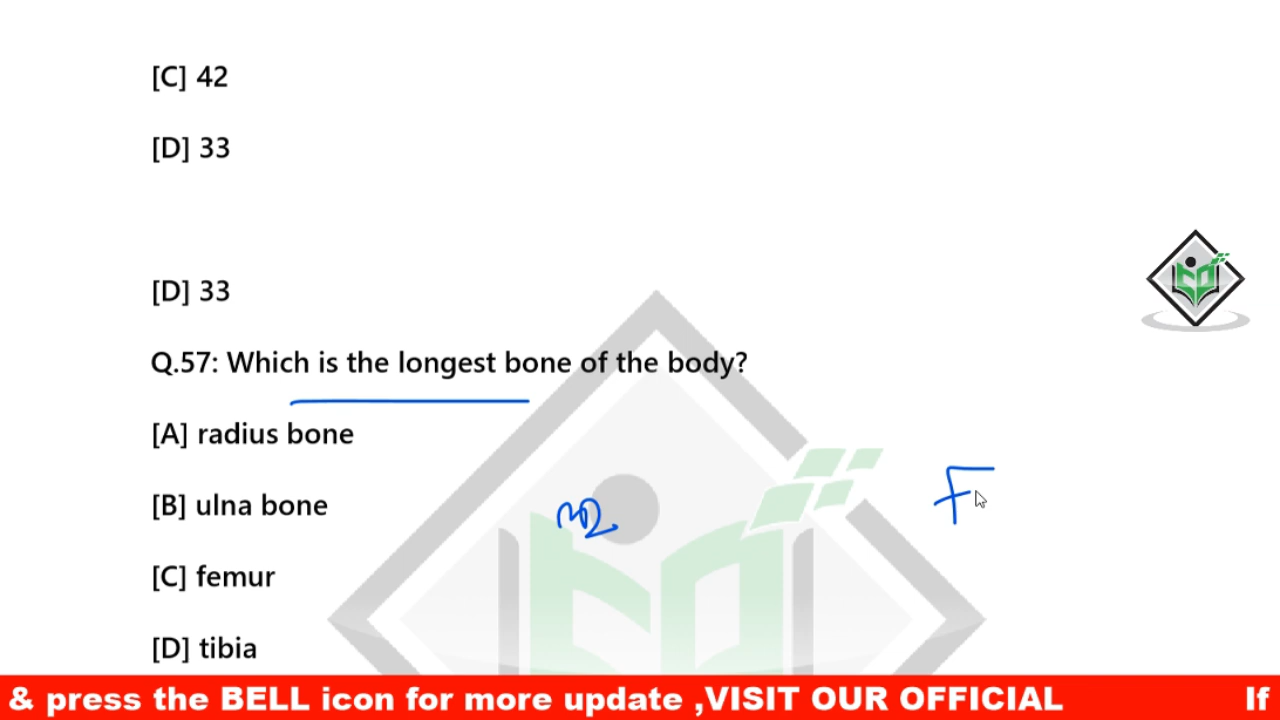 [C] 42
[D] 33
[D] 33
Q.57: Which is the longest bone of the body?
[A] radius bone
[B] ulna bone
F
[C] femur
[D] tibia
& press the BELL icon for more update ,VISIT OUR OFFICIAL If